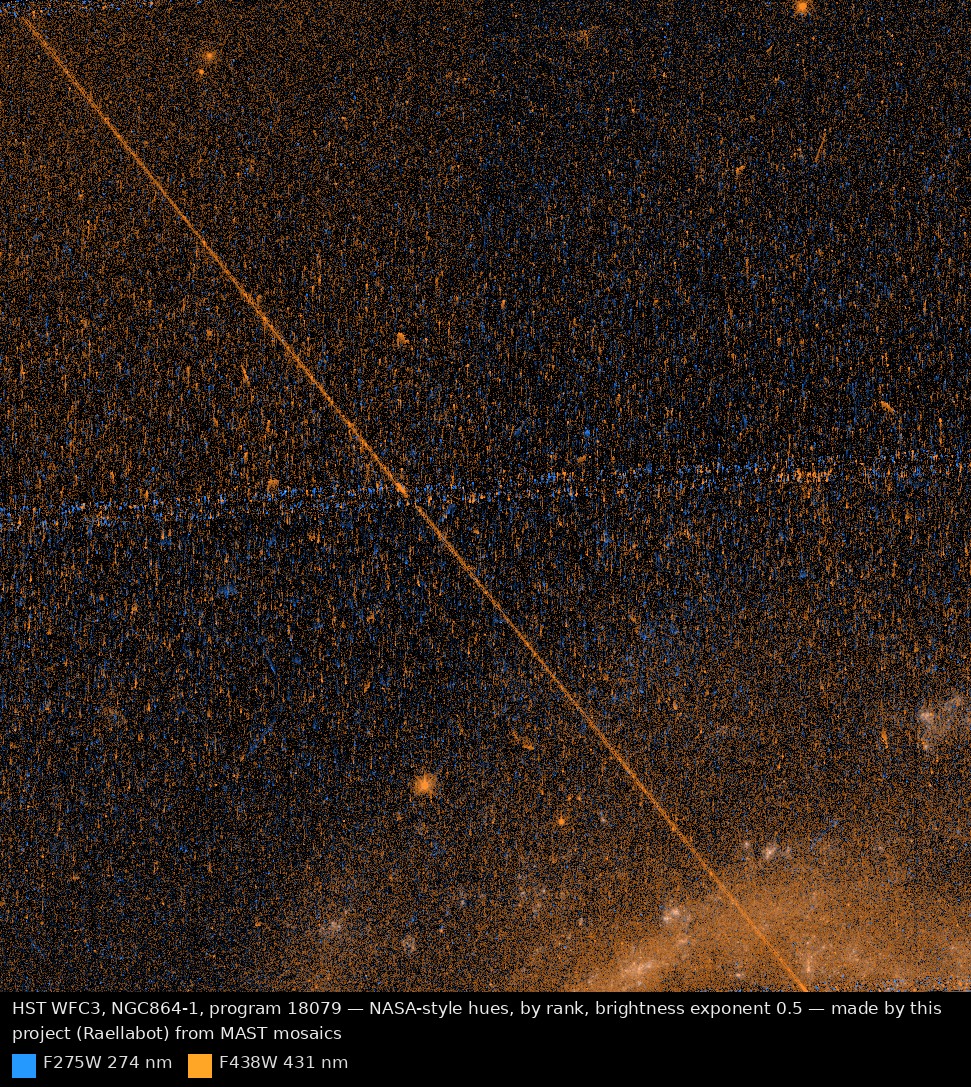 HST WFC3, NGC864-1, program 18079 — NASA-style hues, by rank, brightness exponent 0.5 — made by this
project (Raellabot) from MAST mosaics
F275W 274 nm F438W 431 nm